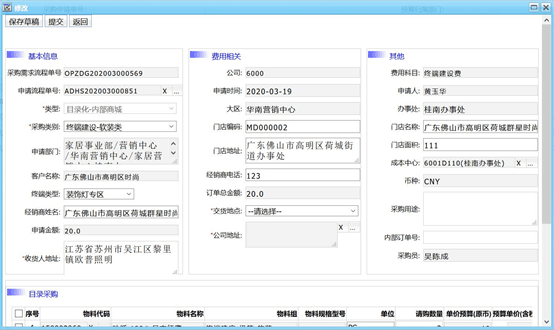 修改
保存草稿 提交 返回
基本信息
采购需求流程单号 OPZDG202003000569
申请流程单号: ADHS202003000851 X ...
*类型: 目录化-内部商城
*采购类别: 终端建设-软装类
申请部门: 家居事业部/营销中心
/华南营销中心/家居营
客户名称: 广东佛山市高明区时尚
终端类型: 装饰灯专区
经销商姓名: 广东佛山市高明区荷城群星时尚
申请金额: 20.0
*收货人地址: 江苏省苏州市吴江区黎里
镇欧普照明
费用相关
公司: 6000
申请时间: 2020-03-19
大区: 华南营销中心
门店编码: MD000002
门店地址: 广东佛山市高明区荷城街
道办事处
经销商电话: 123
订单总金额: 20.0
*交货地点: --请选择--
*公司地址: X ...
其他
费用科目: 终端建设费
申请人: 黄玉华
办事处: 桂南办事处
门店名称: 广东佛山市高明区荷城群星时尚
门店面积: 111
成本中心: 6001D110(桂南办事处) X ...
币种: CNY
采购用途:
内部订单号:
采购员: 吴陈成
目录采购
序号 物料代码 物料名称 物料组 物料规格型号 单位 请购数量 单价预算(原币) 预算单价(含税